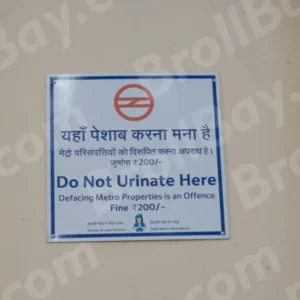 यहाँ पेशाब करना मना है
मेट्रो परिसंपत्तियों को विरूपित करना अपराध है।
जुर्माना ₹200/-
Do Not Urinate Here
Defacing Metro Properties is an Offence
Fine ₹200/-